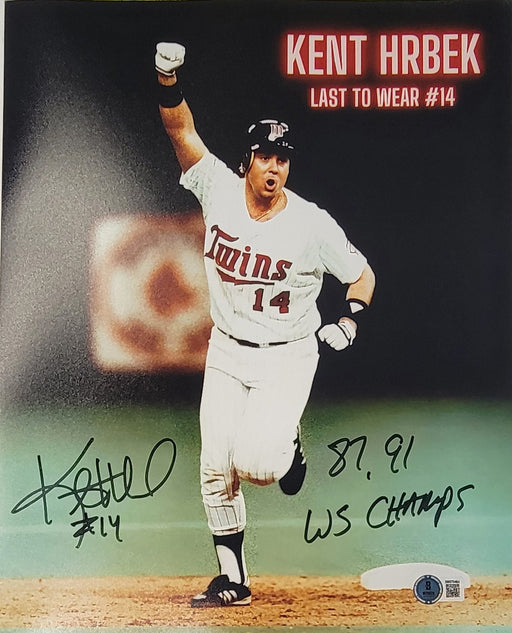 KENT HRBEK
LAST TO WEAR #14
Twins
14
87, 91
WS CHAMPS
#14